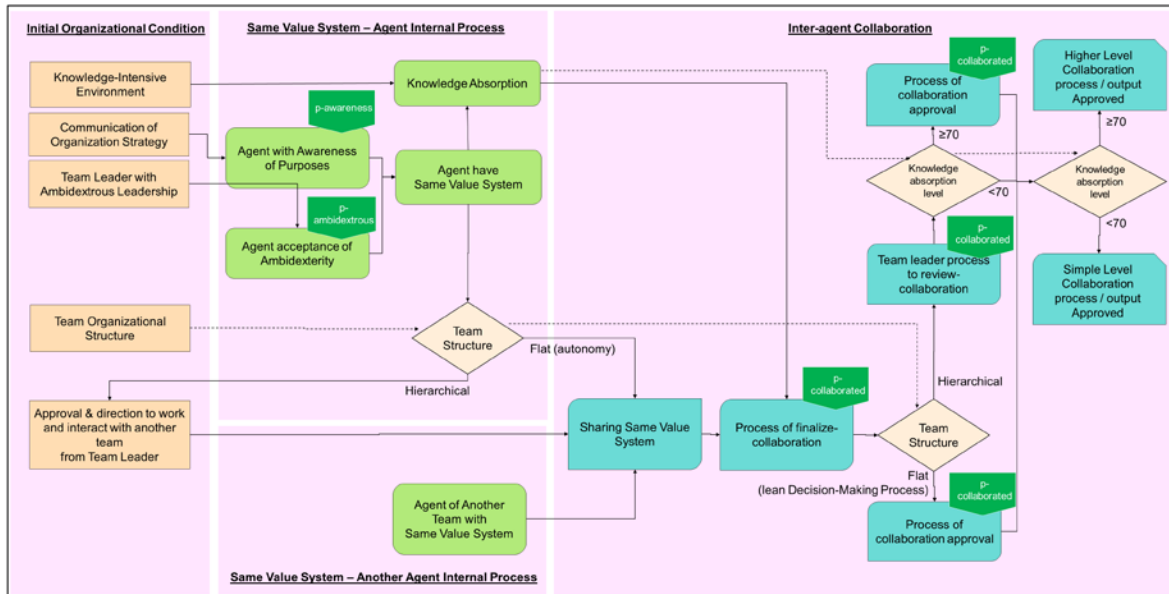 Initial Organizational Condition
Knowledge-Intensive
Environment
Communication of
Organization Strategy
Team Leader with
Ambidextrous Leadership
Team Organizational
Structure
Approval & direction to work
and interact with another
team
from Team Leader
Same Value System – Agent Internal Process
Knowledge Absorption
p-awareness
Agent with Awareness
of Purposes
Agent have
Same Value System
p-
ambidextrous
Agent acceptance of
Ambidexterity
Team
Structure
Flat (autonomy)
Hierarchical
Agent of Another
Team with
Same Value System
Same Value System – Another Agent Internal Process
Inter-agent Collaboration
Sharing Same Value
System
p-
collaborated
Process of finalize-
collaboration
Team
Structure
Hierarchical
Flat
(lean Decision-Making Process)
p-
collaborated
Process of
collaboration approval
p-
collaborated
Team leader process
to review-
collaboration
Knowledge
absorption
level
≥70
<70
p-
collaborated
Process of
collaboration
approval
Knowledge
absorption
level
≥70
<70
Higher Level
Collaboration
process / output
Approved
Simple Level
Collaboration
process / output
Approved